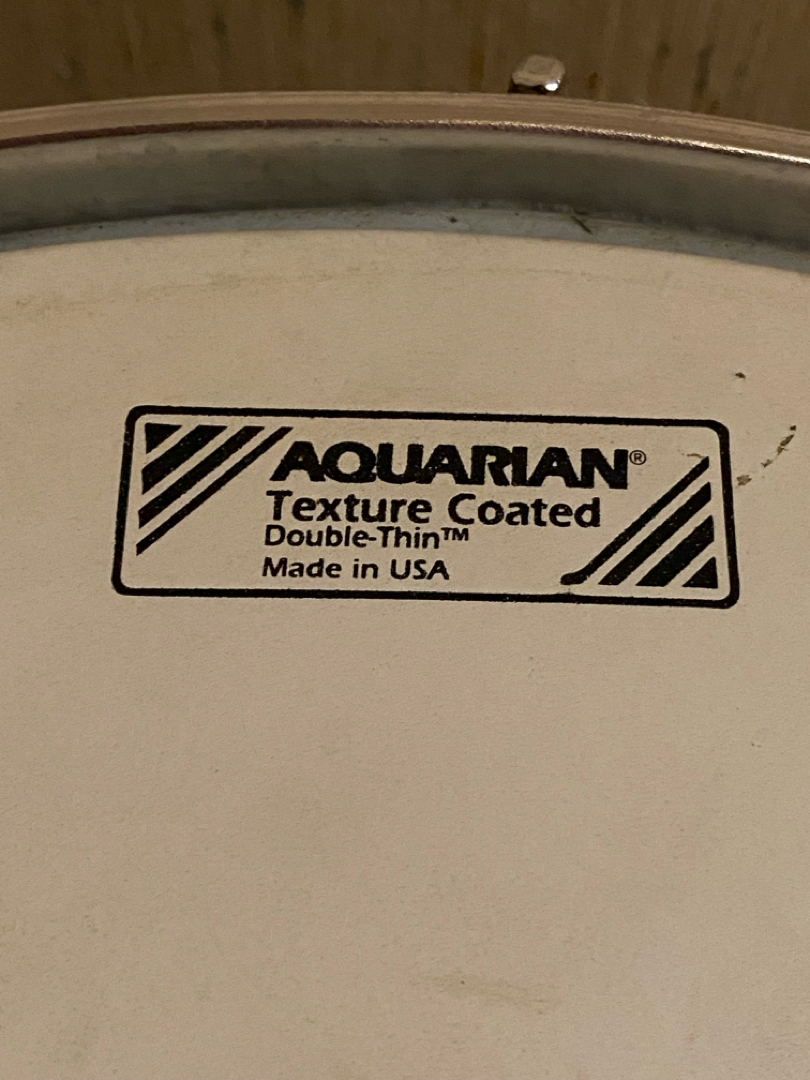 AQUARIAN®
Texture Coated
Double-Thin™
Made in USA